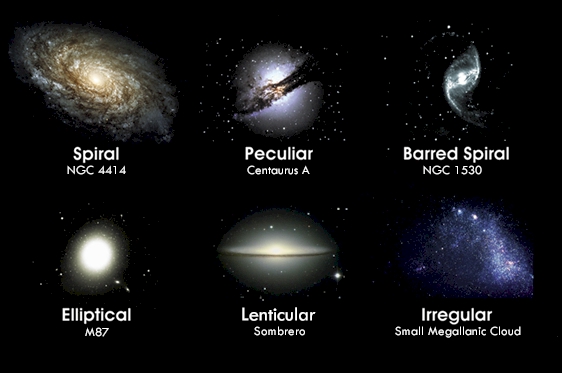 Spiral
NGC 4414
Peculiar
Centaurus A
Barred Spiral
NGC 1530
Elliptical
M87
Lenticular
Sombrero
Irregular
Small Megallanic Cloud